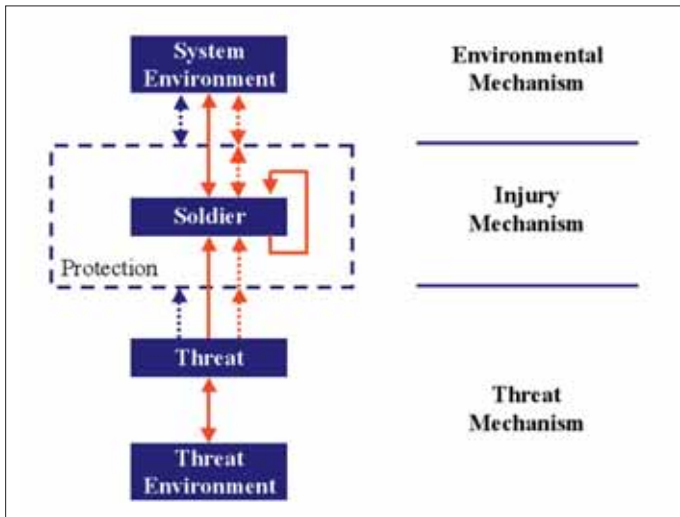 System
Environment
Environmental
Mechanism
Soldier
Injury
Mechanism
Protection
Threat
Threat
Mechanism
Threat
Environment